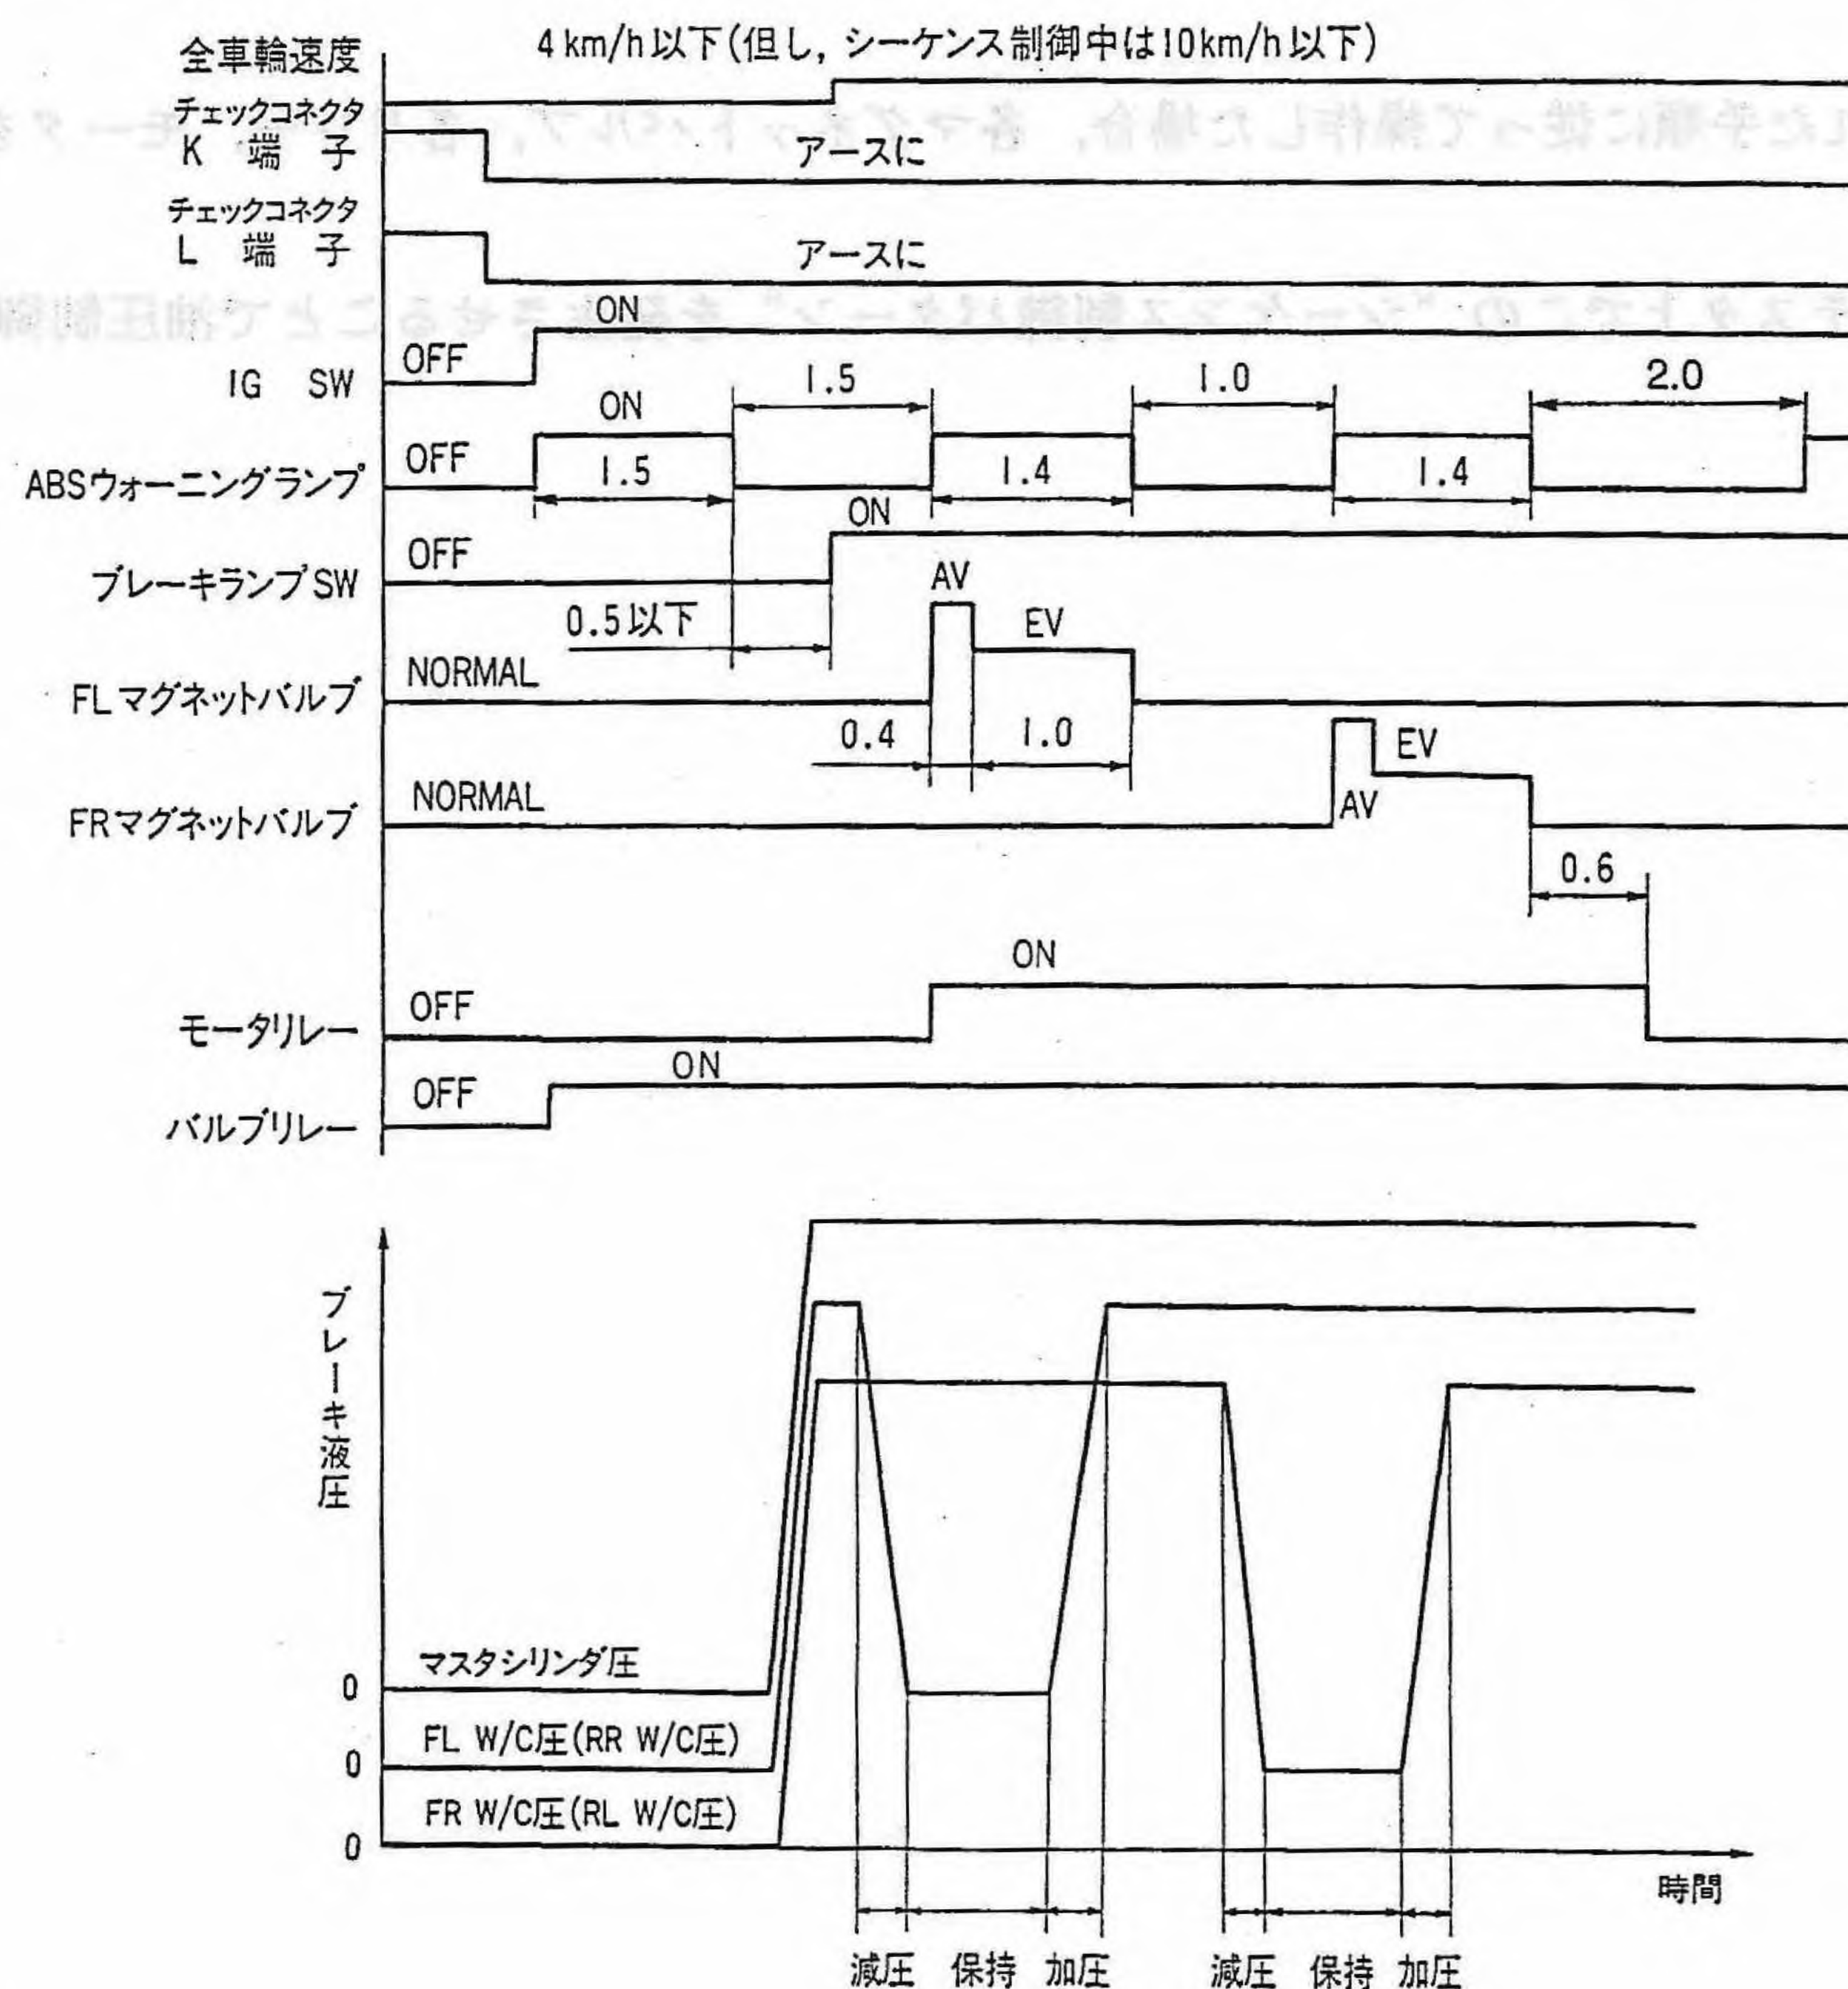 全車輪速度
4km/h以下(但し, シーケンス制御中は10km/h以下)
チェックコネクタ
K 端 子
アースに
チェックコネクタ
L 端 子
アースに
ON
OFF
IG SW
1.5
1.0
2.0
ON
OFF
ABSウォーニングランプ
1.5
1.4
1.4
ON
OFF
ブレーキランプSW
AV
0.5以下
EV
NORMAL
FLマグネットバルブ
0.4
1.0
EV
NORMAL
AV
FRマグネットバルブ
0.6
ON
OFF
モータリレー
ON
OFF
バルブリレー
ブレーキ液圧
マスタシリンダ圧
0
FL W/C圧(RR W/C圧)
0
FR W/C圧(RL W/C圧)
0
時間
減圧 保持 加圧 減圧 保持 加圧